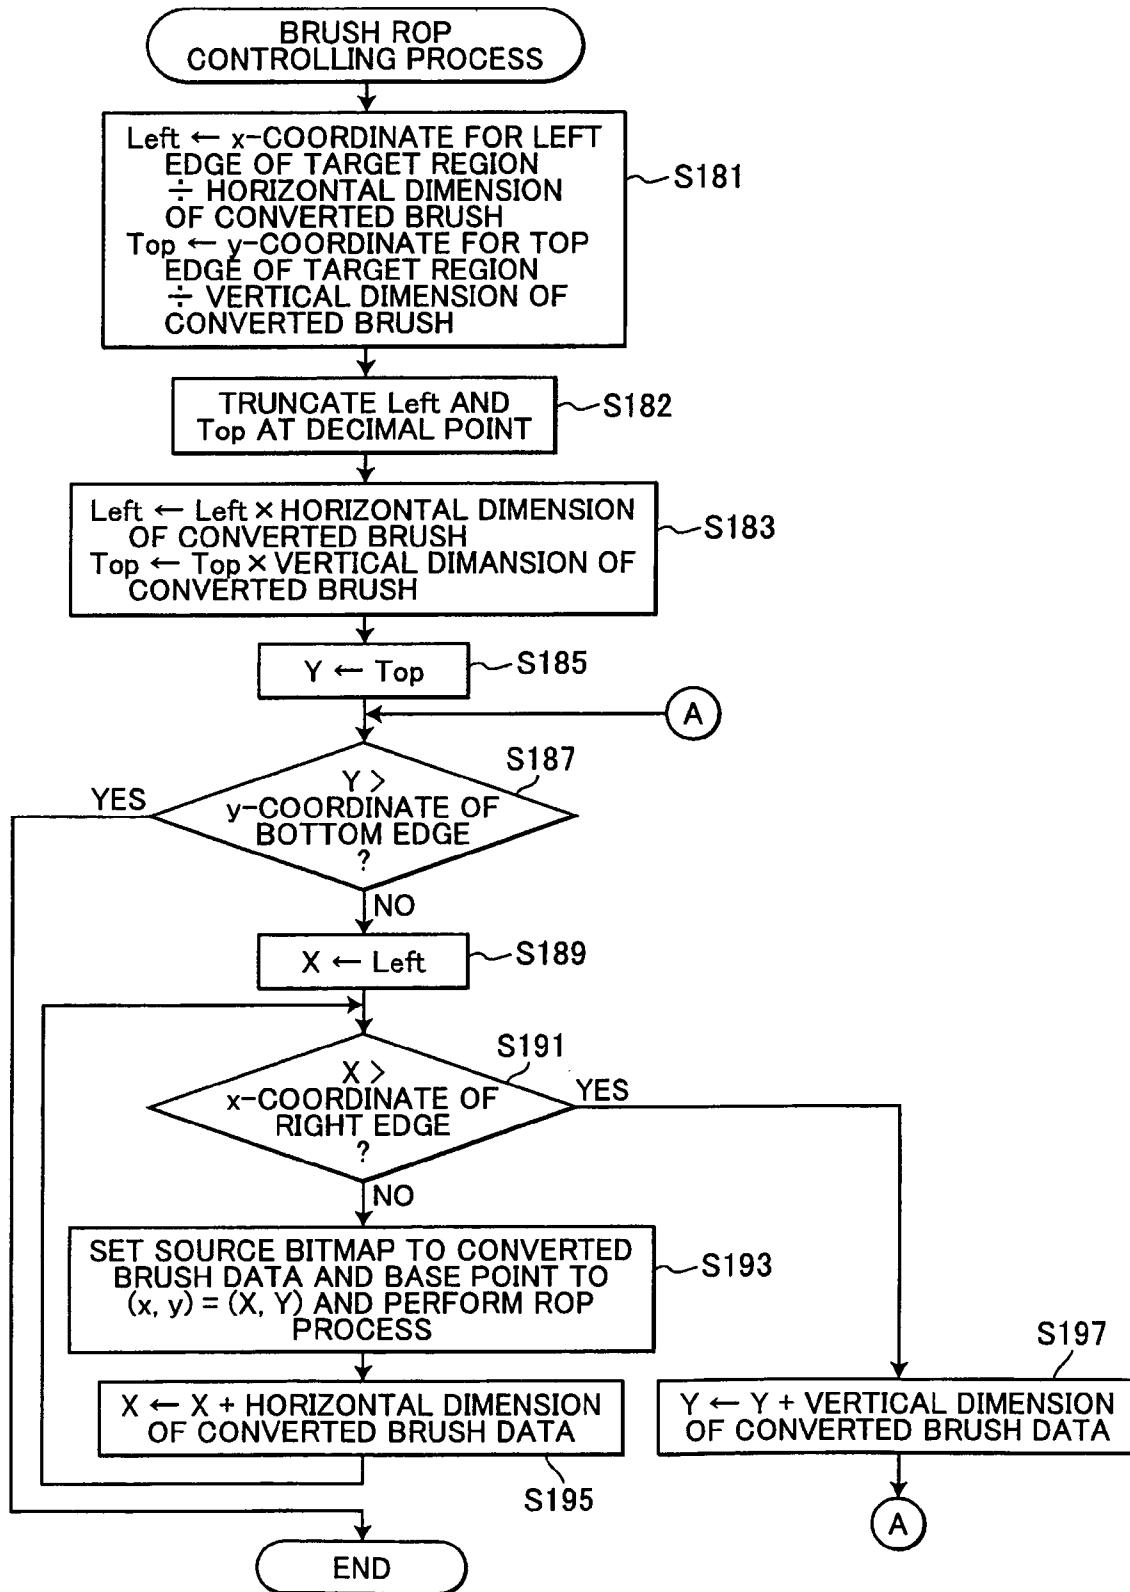 BRUSH ROP
CONTROLLING PROCESS
Left ← x-COORDINATE FOR LEFT
EDGE OF TARGET REGION
÷ HORIZONTAL DIMENSION
OF CONVERTED BRUSH
Top ← y-COORDINATE FOR TOP
EDGE OF TARGET REGION
÷ VERTICAL DIMENSION OF
CONVERTED BRUSH
S181
TRUNCATE Left AND
Top AT DECIMAL POINT
S182
Left ← Left × HORIZONTAL DIMENSION
OF CONVERTED BRUSH
Top ← Top × VERTICAL DIMANSION OF
CONVERTED BRUSH
S183
Y ← Top
S185
A
S187
Y >
y-COORDINATE OF
BOTTOM EDGE
?
YES
NO
X ← Left
S189
S191
X >
x-COORDINATE OF
RIGHT EDGE
?
YES
NO
SET SOURCE BITMAP TO CONVERTED
BRUSH DATA AND BASE POINT TO
(x, y) = (X, Y) AND PERFORM ROP
PROCESS
S193
X ← X + HORIZONTAL DIMENSION
OF CONVERTED BRUSH DATA
S195
S197
Y ← Y + VERTICAL DIMENSION
OF CONVERTED BRUSH DATA
A
END